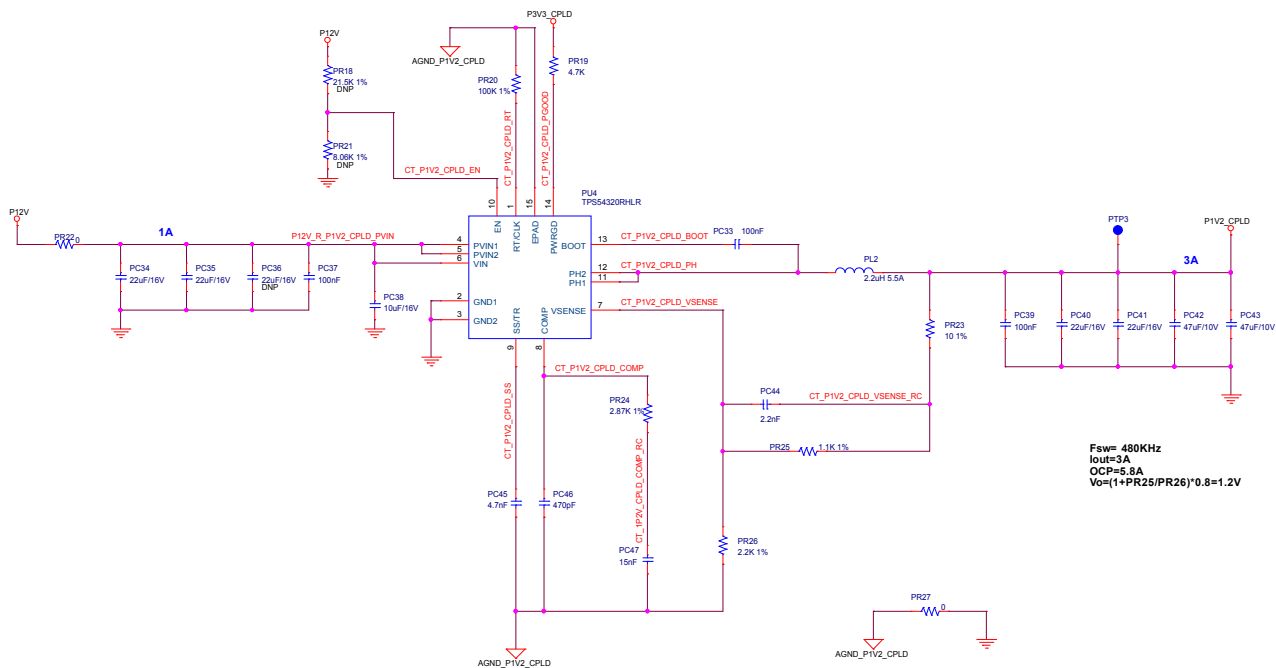 P3V3_CPLD
P12V
AGND_P1V2_CPLD
PR18
21.5K 1%
DNP
PR20
100K 1%
PR19
4.7K
PR21
8.06K 1%
DNP
CT_P1V2_CPLD_RT
CT_P1V2_CPLD_PGOOD
CT_P1V2_CPLD_EN
PU4
TPS54320RHLR
10
1
15
14
EN
RT/CLK
EPAD
PWRGD
P12V
PR22 0
1A
P12V_R_P1V2_CPLD_PVIN
4
5
6
PVIN1
PVIN2
VIN
2
3
GND1
GND2
BOOT
PH2
PH1
VSENSE
SS/TR
COMP
13
12
11
7
9
8
CT_P1V2_CPLD_BOOT
PC33 100nF
CT_P1V2_CPLD_PH
CT_P1V2_CPLD_VSENSE
PL2
2.2uH 5.5A
PTP3
P1V2_CPLD
3A
PC34
22uF/16V
PC35
22uF/16V
PC36
22uF/16V
DNP
PC37
100nF
PC38
10uF/16V
PR23
10 1%
PC39
100nF
PC40
22uF/16V
PC41
22uF/16V
PC42
47uF/10V
PC43
47uF/10V
CT_P1V2_CPLD_COMP
CT_P1V2_CPLD_SS
PR24
2.87K 1%
CT_1P2V_CPLD_COMP_RC
PC44
2.2nF
CT_P1V2_CPLD_VSENSE_RC
PR25 1.1K 1%
Fsw= 480KHz
Iout=3A
OCP=5.8A
Vo=(1+PR25/PR26)*0.8=1.2V
PC45
4.7nF
PC46
470pF
PC47
15nF
PR26
2.2K 1%
PR27
0
AGND_P1V2_CPLD
AGND_P1V2_CPLD